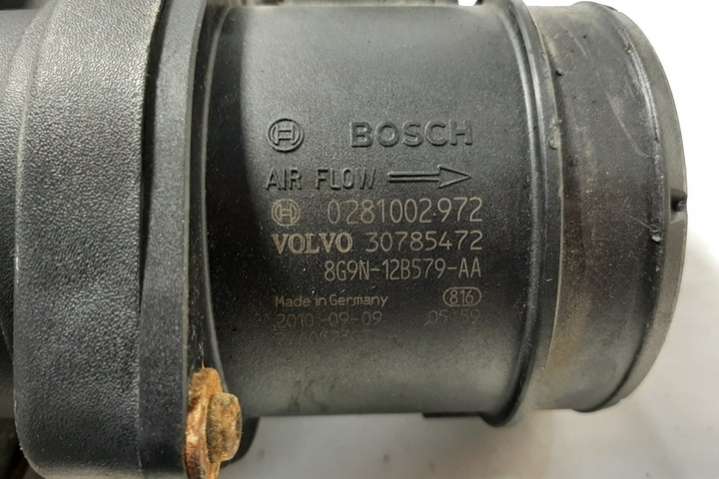 BOSCH
AIR FLOW
0281002972
VOLVO 30785472
8G9N-12B579-AA
Made in Germany 816
2010-09-09